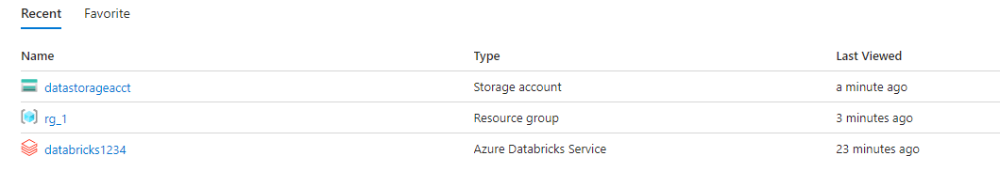 Recent Favorite
Name Type Last Viewed
datastorageacct Storage account a minute ago
rg_1 Resource group 3 minutes ago
databricks1234 Azure Databricks Service 23 minutes ago